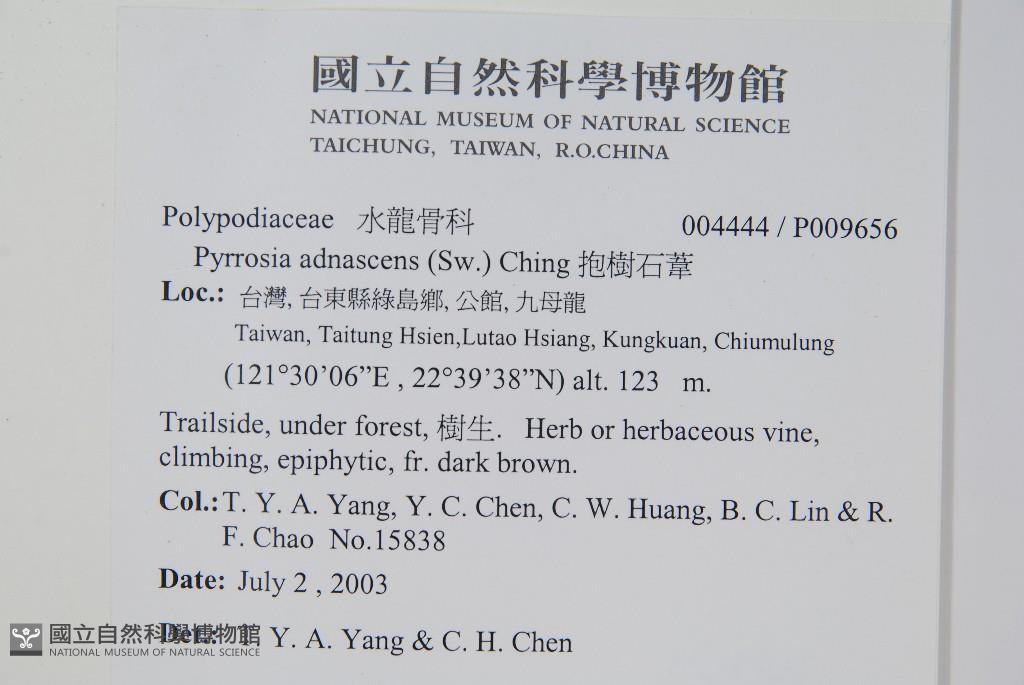 國立自然科學博物館
NATIONAL MUSEUM OF NATURAL SCIENCE
TAICHUNG, TAIWAN, R.O.CHINA
Polypodiaceae 水龍骨科 004444 / P009656
Pyrrosia adnascens (Sw.) Ching 抱樹石葦
Loc.: 台灣, 台東縣綠島鄉, 公館, 九母龍
Taiwan, Taitung Hsien,Lutao Hsiang, Kungkuan, Chiumulung
(121°30’06”E , 22°39’38”N) alt. 123 m.
Trailside, under forest, 樹生. Herb or herbaceous vine,
climbing, epiphytic, fr. dark brown.
Col.: T. Y. A. Yang, Y. C. Chen, C. W. Huang, B. C. Lin & R.
F. Chao No.15838
Date: July 2 , 2003
Det.: T. Y. A. Yang & C. H. Chen
國立自然科學博物館
NATIONAL MUSEUM OF NATURAL SCIENCE